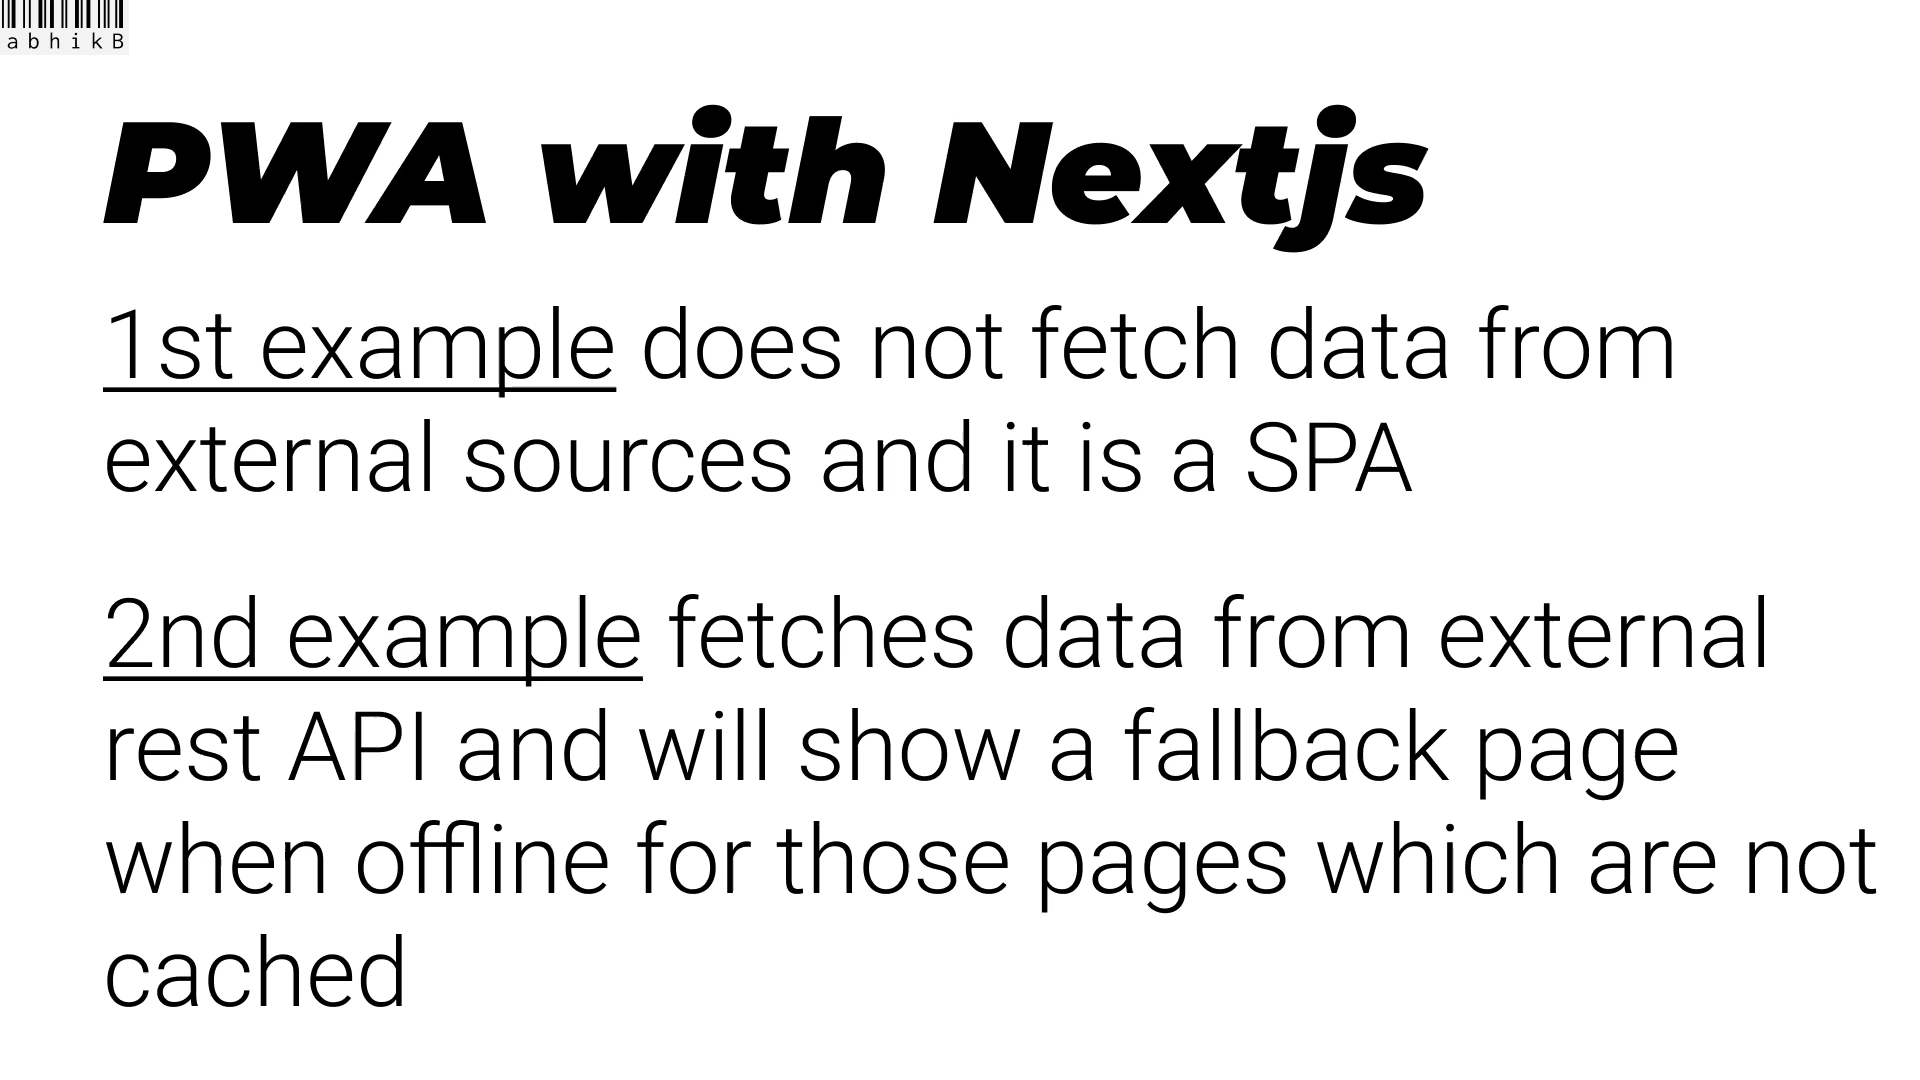 abhikB
PWA with Nextjs
1st example does not fetch data from
external sources and it is a SPA
2nd example fetches data from external
rest API and will show a fallback page
when offline for those pages which are not
cached